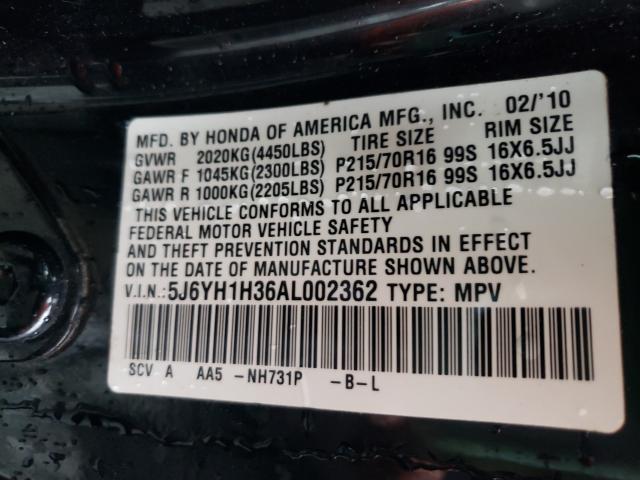 MFD. BY HONDA OF AMERICA MFG., INC. 02/'10
GVWR 2020KG(4450LBS) TIRE SIZE RIM SIZE
GAWR F 1045KG(2300LBS) P215/70R16 99S 16X6.5JJ
GAWR R 1000KG(2205LBS) P215/70R16 99S 16X6.5JJ
THIS VEHICLE CONFORMS TO ALL APPLICABLE
FEDERAL MOTOR VEHICLE SAFETY
AND THEFT PREVENTION STANDARDS IN EFFECT
ON THE DATE OF MANUFACTURE SHOWN ABOVE.
V.I.N.: 5J6YH1H36AL002362 TYPE: MPV
SCV A AA5 -NH731P -B-L